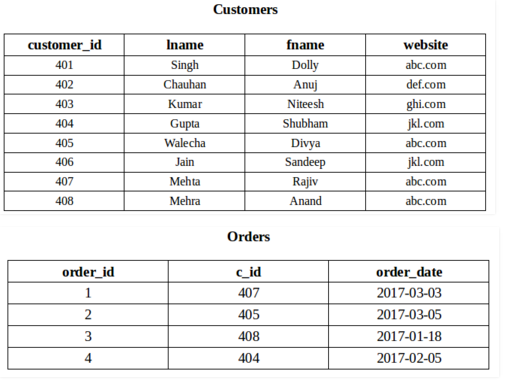 Customers
customer_id lname fname website
401 Singh Dolly abc.com
402 Chauhan Anuj def.com
403 Kumar Niteesh ghi.com
404 Gupta Shubham jkl.com
405 Walecha Divya abc.com
406 Jain Sandeep jkl.com
407 Mehta Rajiv abc.com
408 Mehra Anand abc.com
Orders
order_id c_id order_date
1 407 2017-03-03
2 405 2017-03-05
3 408 2017-01-18
4 404 2017-02-05